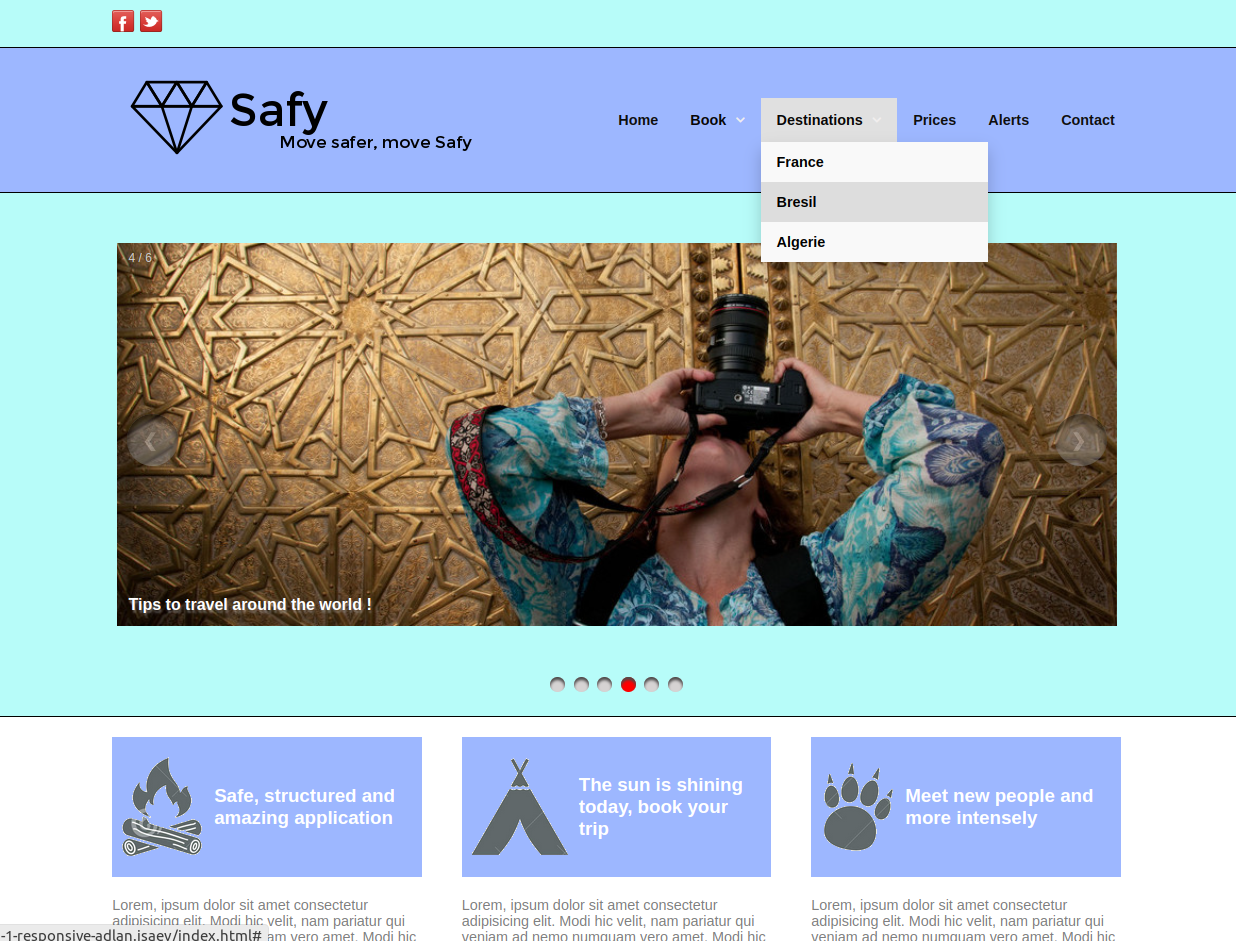 Safy
Move safer, move Safy
Home Book Destinations Prices Alerts Contact
France
Bresil
Algerie
4 / 6
❮ ❯
Tips to travel around the world !
Safe, structured and
amazing application
The sun is shining
today, book your
trip
Meet new people and
more intensely
Lorem, ipsum dolor sit amet consectetur
adipisicing elit. Modi hic velit, nam pariatur qui
am vero amet. Modi hic
Lorem, ipsum dolor sit amet consectetur
adipisicing elit. Modi hic velit, nam pariatur qui
veniam ad nemo numquam vero amet. Modi hic
Lorem, ipsum dolor sit amet consectetur
adipisicing elit. Modi hic velit, nam pariatur qui
veniam ad nemo numquam vero amet. Modi hic
-1-responsive-adlan.isaev/index.html#